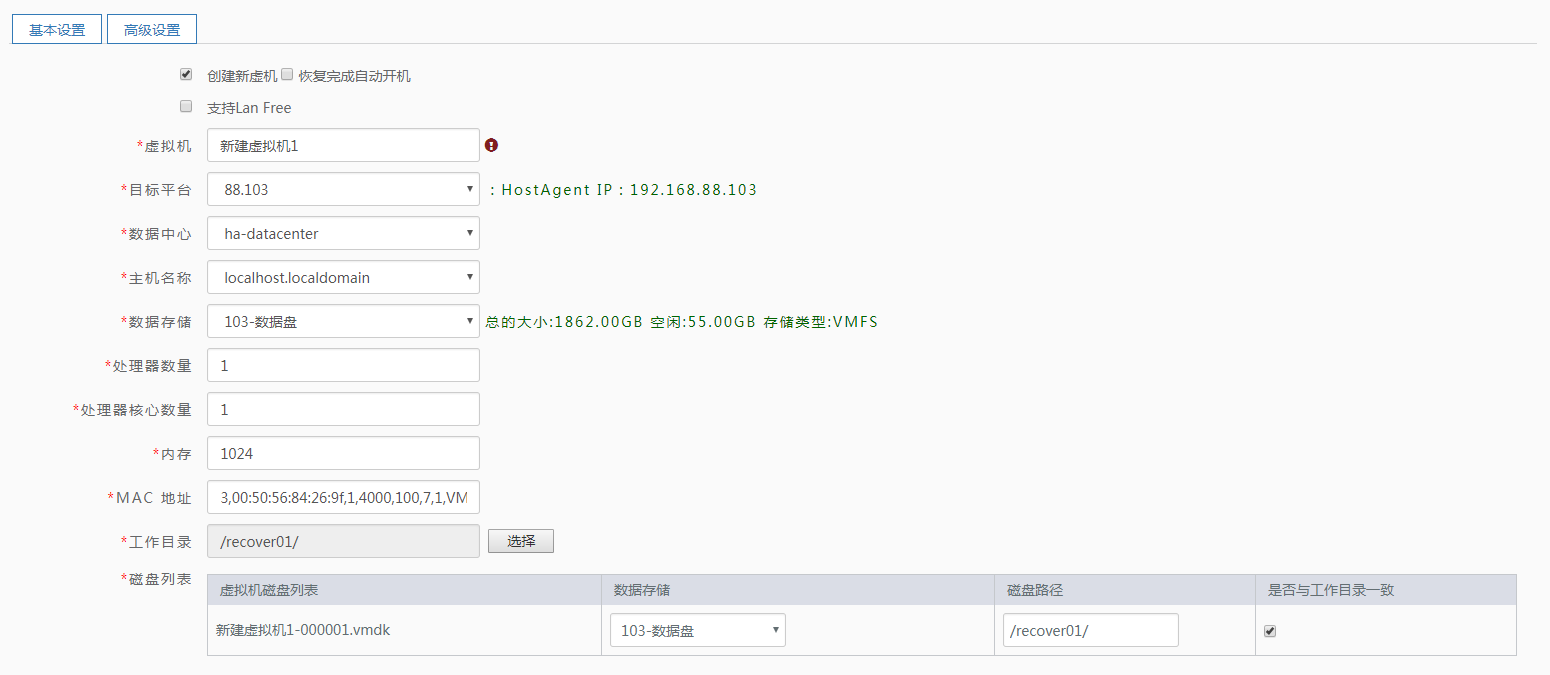 基本设置 高级设置
创建新虚机 恢复完成自动开机
支持Lan Free
*虚拟机 新建虚拟机1
*目标平台 88.103 : HostAgent IP : 192.168.88.103
*数据中心 ha-datacenter
*主机名称 localhost.localdomain
*数据存储 103-数据盘 总的大小:1862.00GB 空闲:55.00GB 存储类型:VMFS
*处理器数量 1
*处理器核心数量 1
*内存 1024
*MAC 地址 3,00:50:56:84:26:9f,1,4000,100,7,1,VM
*工作目录 /recover01/ 选择
*磁盘列表 虚拟机磁盘列表 数据存储 磁盘路径 是否与工作目录一致
新建虚拟机1-000001.vmdk 103-数据盘 /recover01/